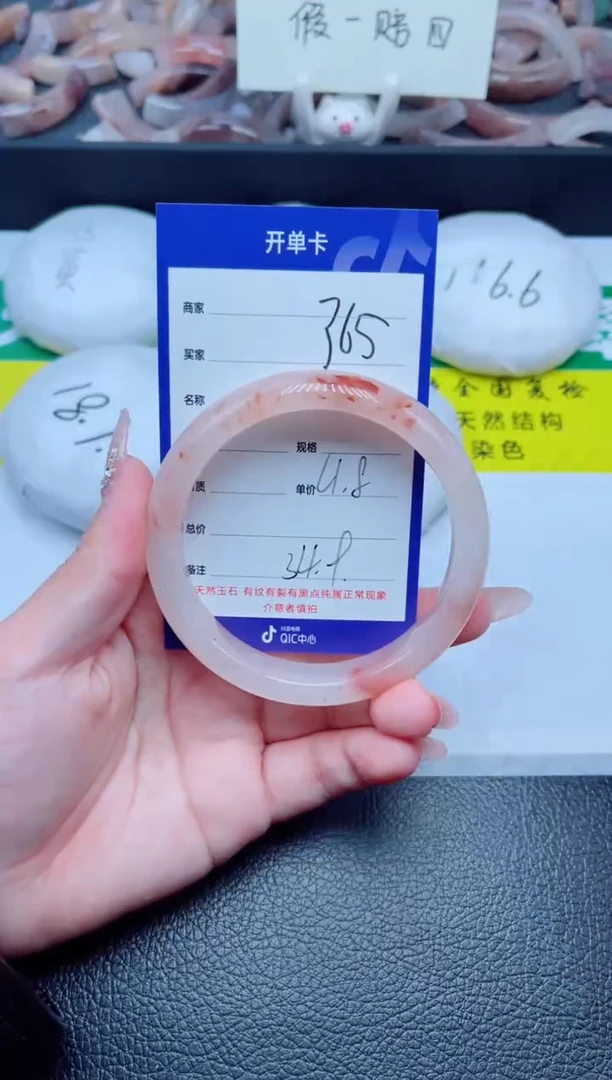 假一赔
开单卡
116.6
商家
365
买家
全国复检
名称
天然结构
18.1
染色
规格
质
单价 4.8
总价
备注 34.1.
天然玉石 有纹有裂有黑点纯属正常现象
介意者慎拍
抖音电商
QIC中心